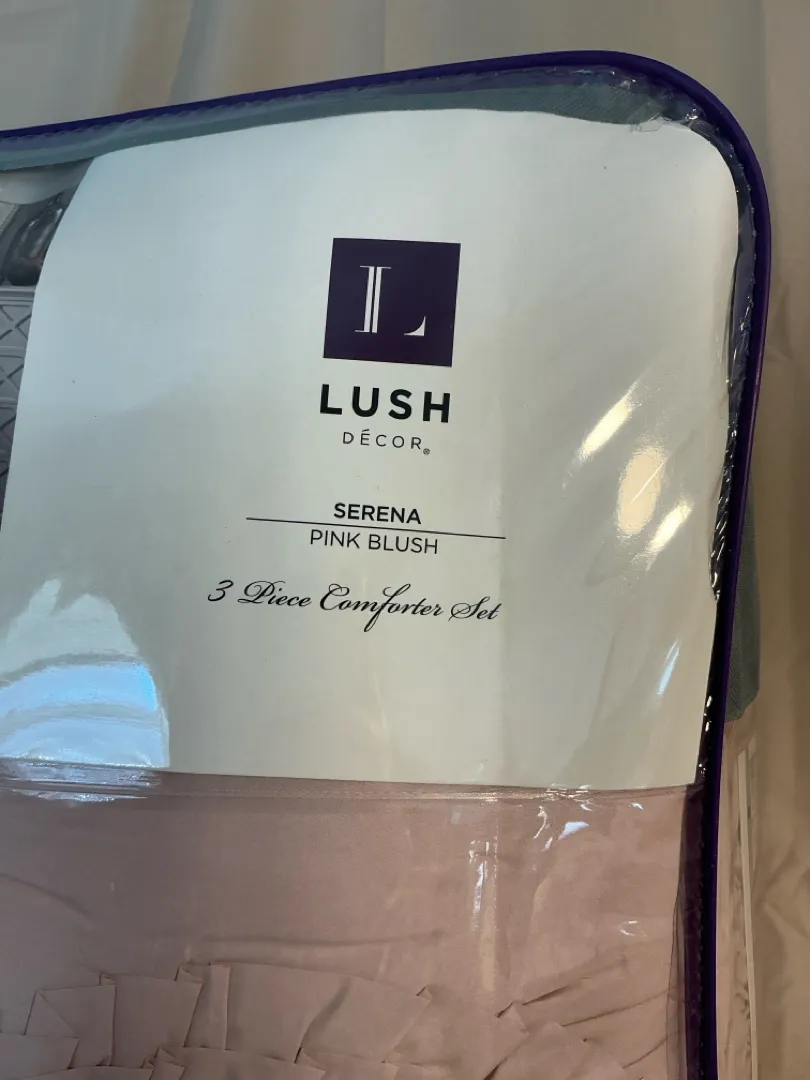 L
LUSH
DÉCOR®
SERENA
PINK BLUSH
3 Piece Comforter Set